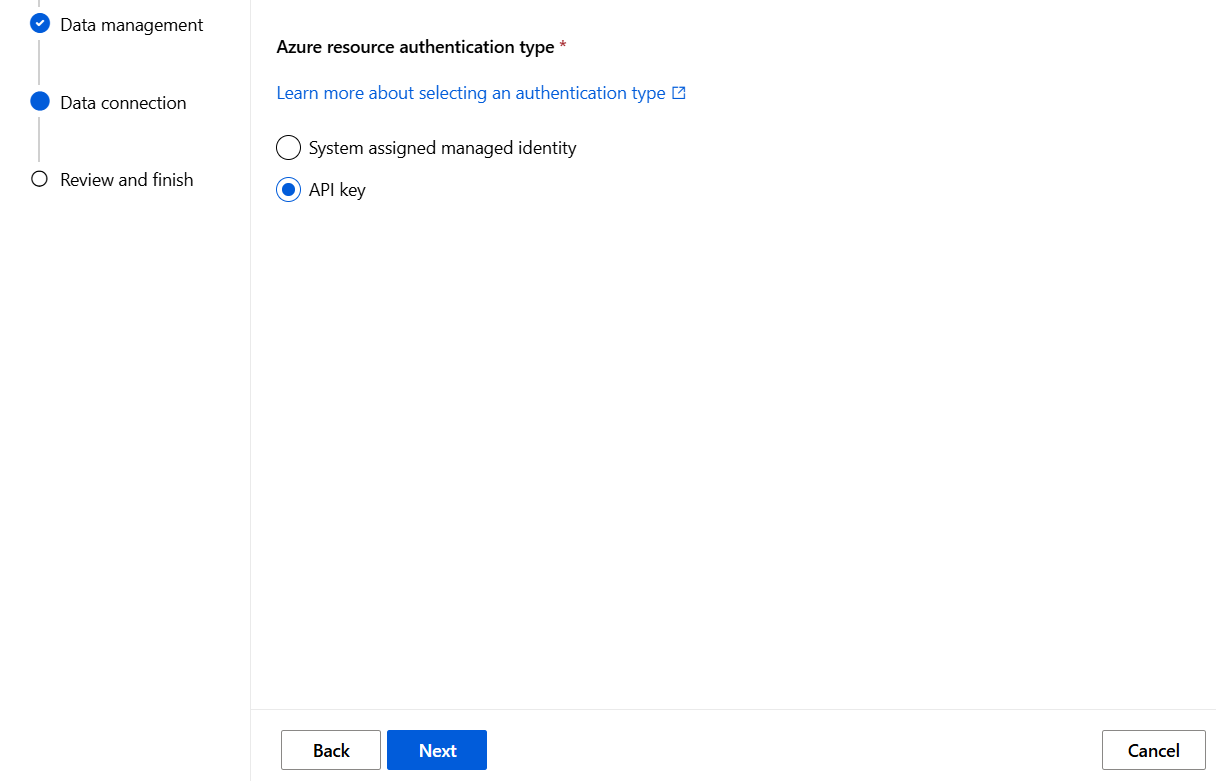 Data management
Data connection
Review and finish
Azure resource authentication type *
Learn more about selecting an authentication type
System assigned managed identity
API key
Back
Next
Cancel